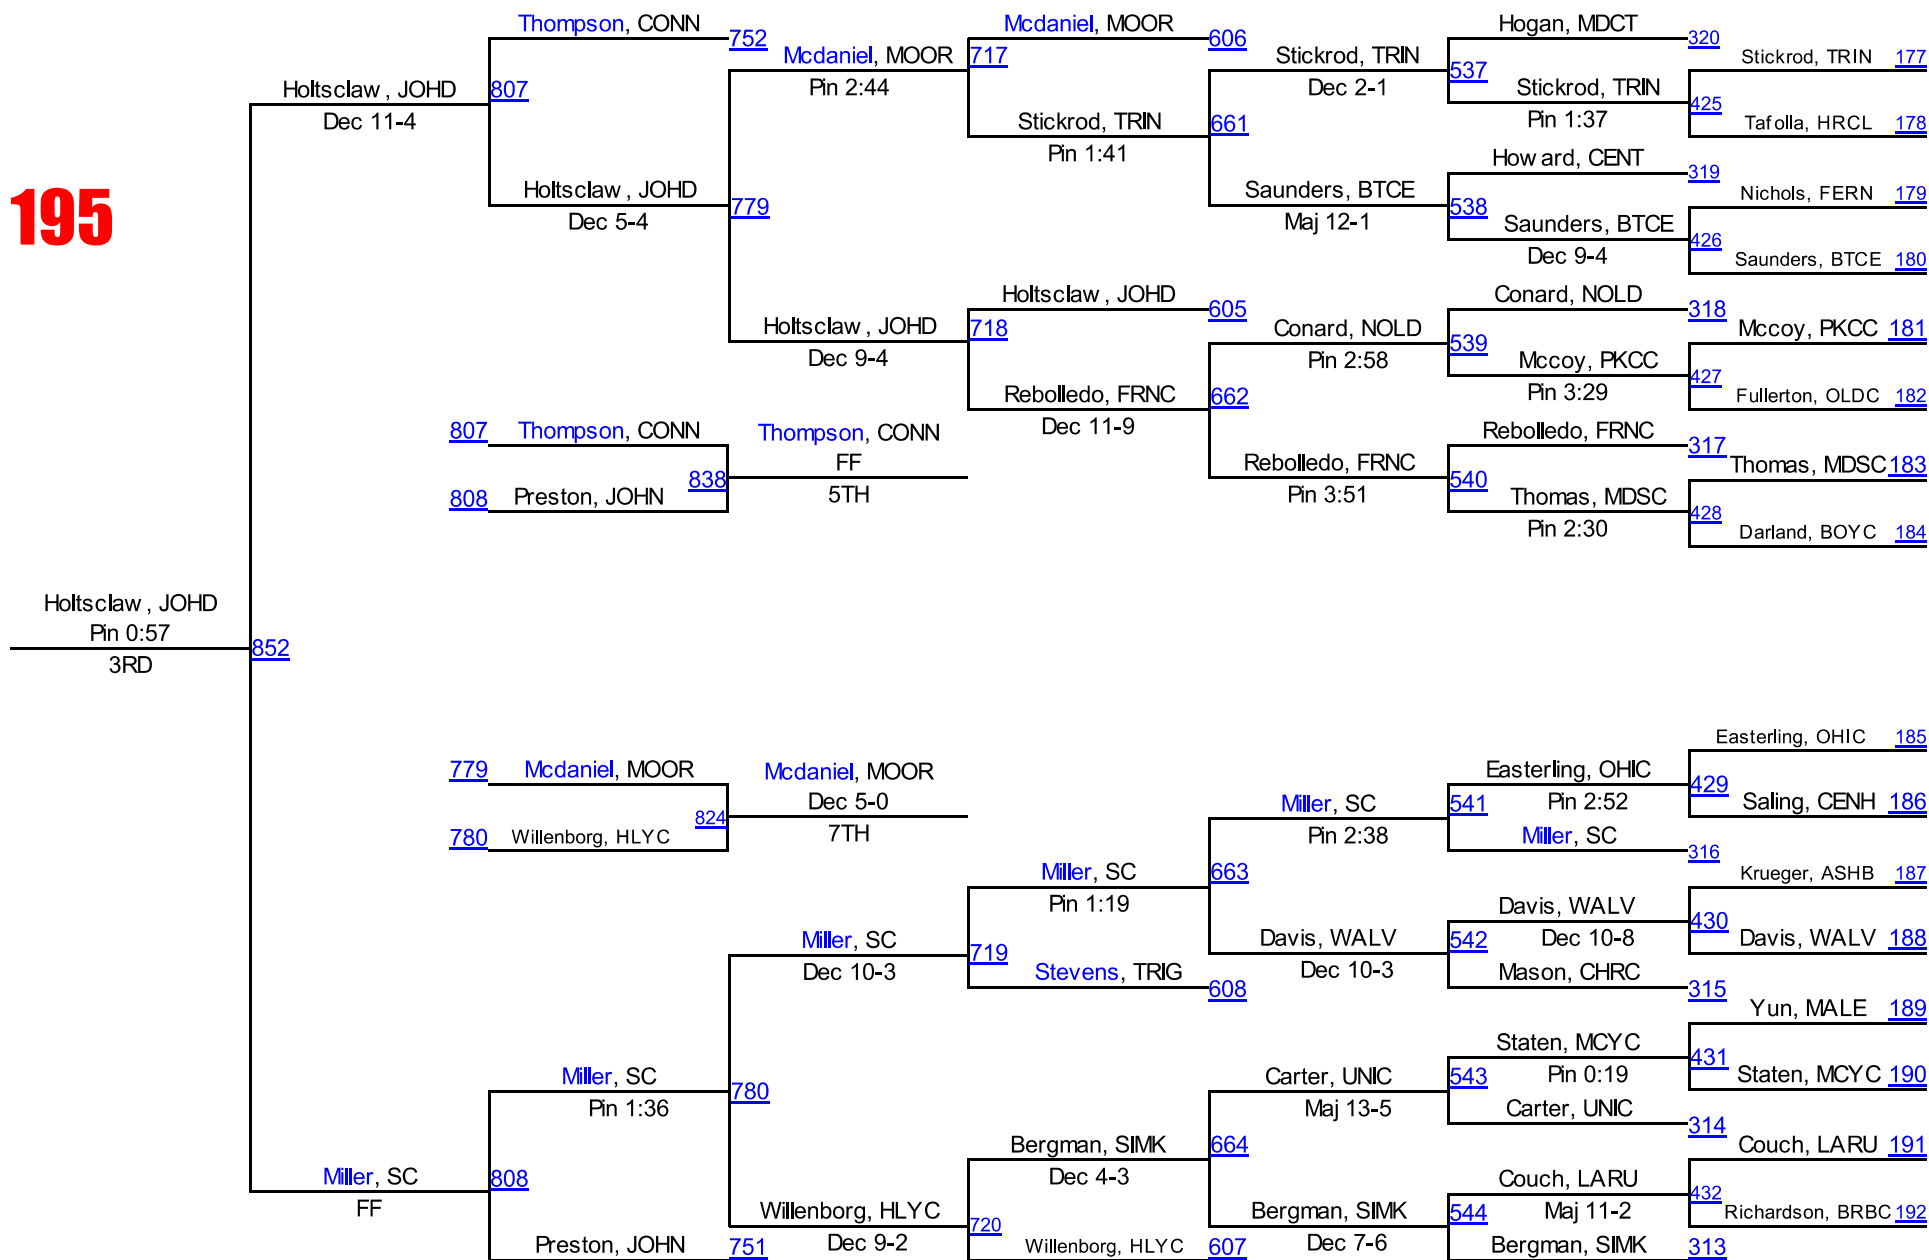 Thompson, CONN
752
Mcdaniel, MOOR
606
Hogan, MDCT
320
Mcdaniel, MOOR
717
Pin 2:44
Stickrod, TRIN
Dec 2-1
537
Stickrod, TRIN 177
Holtsclaw, JOHD
807
Dec 11-4
Stickrod, TRIN
Pin 1:37
425
Stickrod, TRIN
Pin 1:41
661
Tafolla, HRCL 178
Howard, CENT
319
195
Holtsclaw, JOHD
Dec 5-4
779
Saunders, BTCE
Maj 12-1
538
Nichols, FERN 179
Saunders, BTCE
Dec 9-4
426
Saunders, BTCE 180
Holtsclaw, JOHD
605
Conard, NOLD
318
Holtsclaw, JOHD
Dec 9-4
718
Conard, NOLD
Pin 2:58
539
Mccoy, PKCC 181
Mccoy, PKCC
Pin 3:29
427
Rebolledo, FRNC
Dec 11-9
662
Fullerton, OLDC 182
807 Thompson, CONN
Thompson, CONN
FF
5TH
838
808 Preston, JOHN
Rebolledo, FRNC
317
Rebolledo, FRNC
Pin 3:51
540
Thomas, MDSC 183
Thomas, MDSC
Pin 2:30
428
Darland, BOYC 184
Holtsclaw, JOHD
Pin 0:57
3RD
852
779 Mcdaniel, MOOR
Mcdaniel, MOOR
Dec 5-0
7TH
824
780 Willenborg, HLYC
Easterling, OHIC 185
Easterling, OHIC
Pin 2:52
429
Miller, SC
Pin 2:38
541
Saling, CENH 186
Miller, SC
316
Miller, SC
Pin 1:19
663
Krueger, ASHB 187
Davis, WALV
Dec 10-8
430
Miller, SC
Dec 10-3
719
Davis, WALV
Dec 10-3
542
Davis, WALV 188
Stevens, TRIG
608
Mason, CHRC
315
Yun, MALE 189
Staten, MCYC
Pin 0:19
431
Miller, SC
Pin 1:36
780
Carter, UNIC
Maj 13-5
543
Staten, MCYC 190
Carter, UNIC
314
Bergman, SIMK
Dec 4-3
664
Couch, LARU 191
Miller, SC
FF
808
Couch, LARU
Maj 11-2
432
Willenborg, HLYC
Dec 9-2
720
Bergman, SIMK
Dec 7-6
544
Richardson, BRBC 192
Preston, JOHN 751
Willenborg, HLYC 607
Bergman, SIMK 313